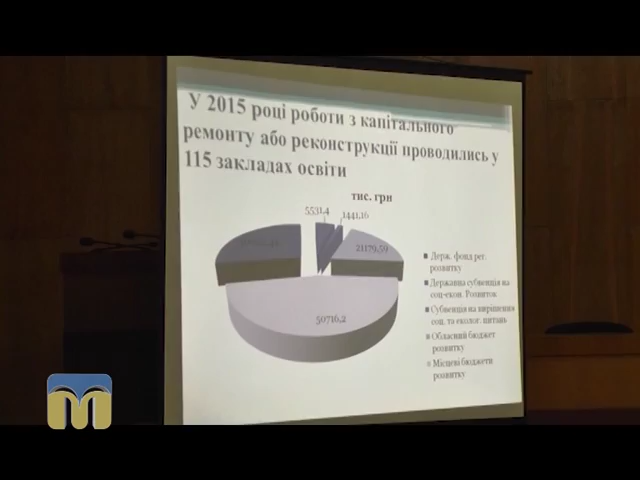 У 2015 році роботи з капітального
ремонту або реконструкції проводились у
115 закладах освіти
тис. грн
5531,4
1441,16
21179,59
50716,2
Держ. фонд рег.
розвитку
Державна субвенція на
соц-екон. Розвиток
Субвенція на вирішення
соц. та еколог. питань
Обласний бюджет
розвитку
Місцеві бюджети
розвитку
М